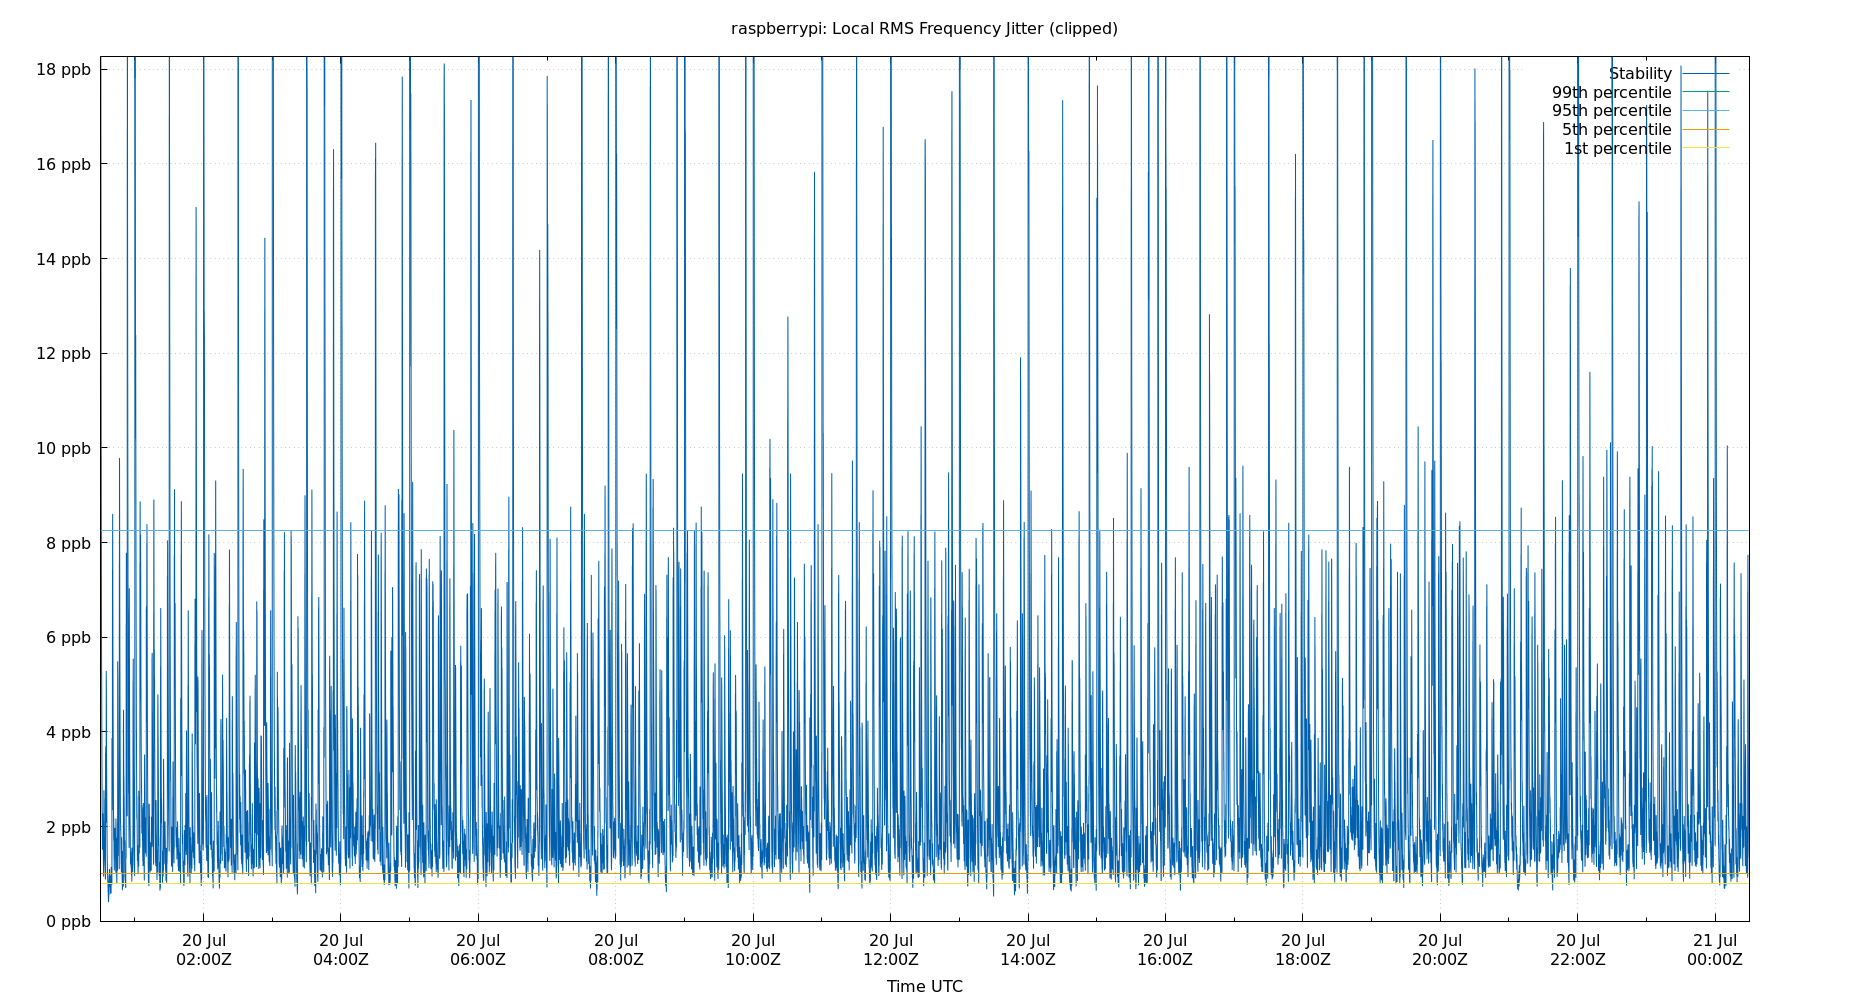 raspberrypi: Local RMS Frequency Jitter (clipped)
18 ppb
16 ppb
14 ppb
12 ppb
10 ppb
8 ppb
6 ppb
4 ppb
2 ppb
0 ppb
Stability
99th percentile
95th percentile
5th percentile
1st percentile
20 Jul 20 Jul 20 Jul 20 Jul 20 Jul 20 Jul 20 Jul 20 Jul 20 Jul 20 Jul 20 Jul 21 Jul
02:00Z 04:00Z 06:00Z 08:00Z 10:00Z 12:00Z 14:00Z 16:00Z 18:00Z 20:00Z 22:00Z 00:00Z
Time UTC